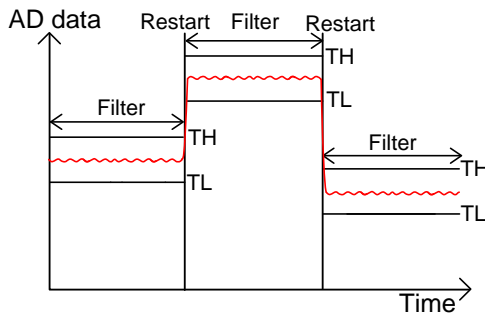 AD data
Restart Filter Restart
TH
TL
Filter
TH
TL
Filter
TH
TL
Time